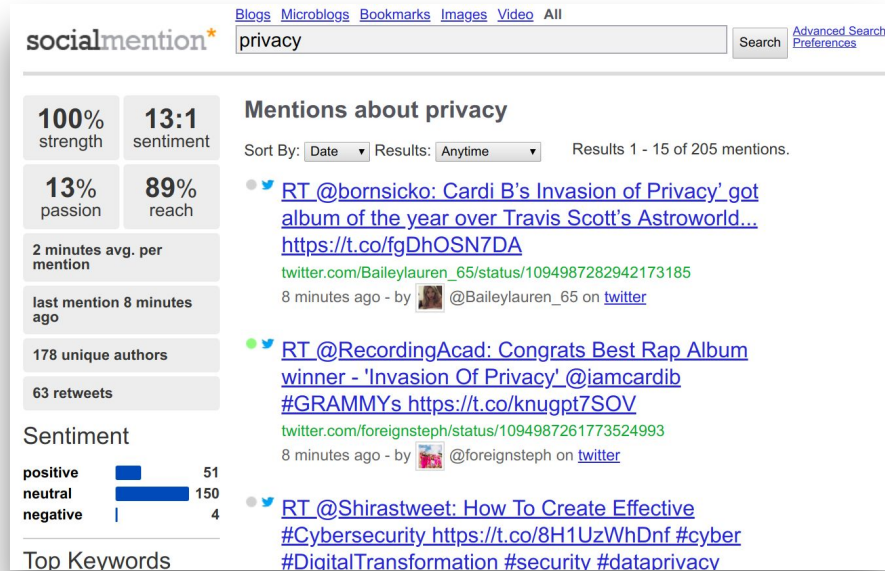 Blogs Microblogs Bookmarks Images Video All
socialmention*
privacy
Search
Advanced Search
Preferences
100%
strength
13:1
sentiment
13%
passion
89%
reach
2 minutes avg. per
mention
last mention 8 minutes
ago
178 unique authors
63 retweets
Sentiment
positive 51
neutral 150
negative 4
Top Keywords
Mentions about privacy
Sort By: Date Results: Anytime Results 1 - 15 of 205 mentions.
RT @bornsicko: Cardi B’s Invasion of Privacy’ got
album of the year over Travis Scott’s Astroworld...
https://t.co/fgDhOSN7DA
twitter.com/Baileylauren_65/status/1094987282942173185
8 minutes ago - by @Baileylauren_65 on twitter
RT @RecordingAcad: Congrats Best Rap Album
winner - 'Invasion Of Privacy' @iamcardib
#GRAMMYs https://t.co/knugpt7SOV
twitter.com/foreignsteph/status/1094987261773524993
8 minutes ago - by @foreignsteph on twitter
RT @Shirastweet: How To Create Effective
#Cybersecurity https://t.co/8H1UzWhDnf #cyber
#DigitalTransformation #security #dataprivacy